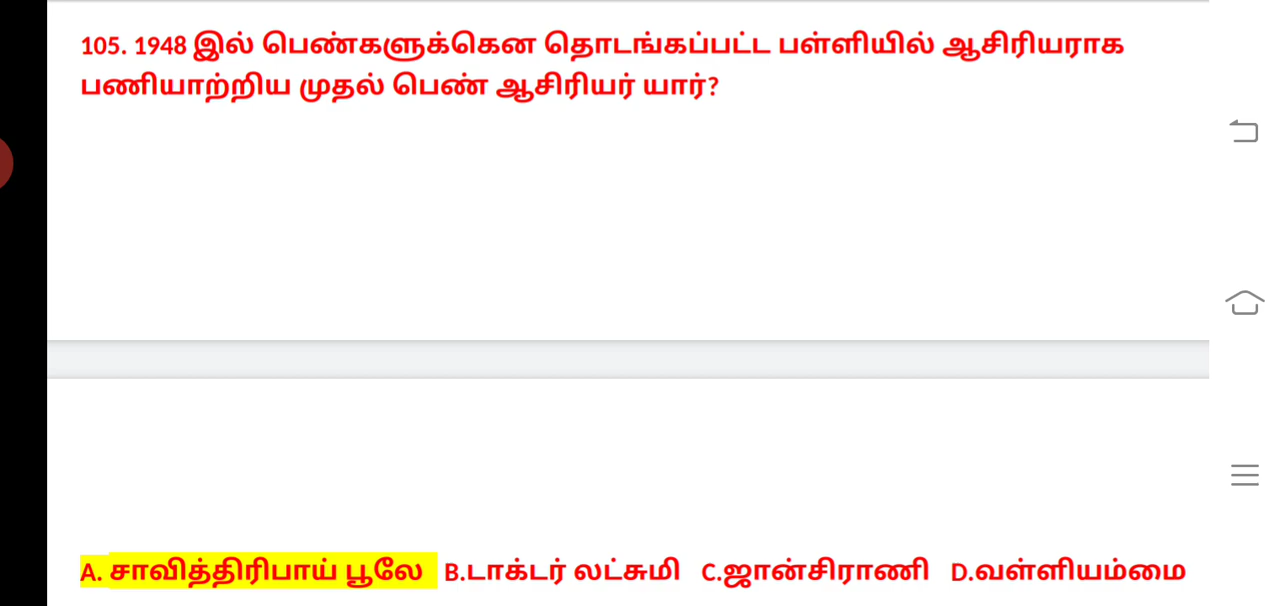 105. 1948 இல் பெண்களுக்கென தொடங்கப்பட்ட பள்ளியில் ஆசிரியராக
பணியாற்றிய முதல் பெண் ஆசிரியர் யார்?
A. சாவித்திரிபாய் பூலே B.டாக்டர் லட்சுமி C.ஜான்சிராணி D.வள்ளியம்மை